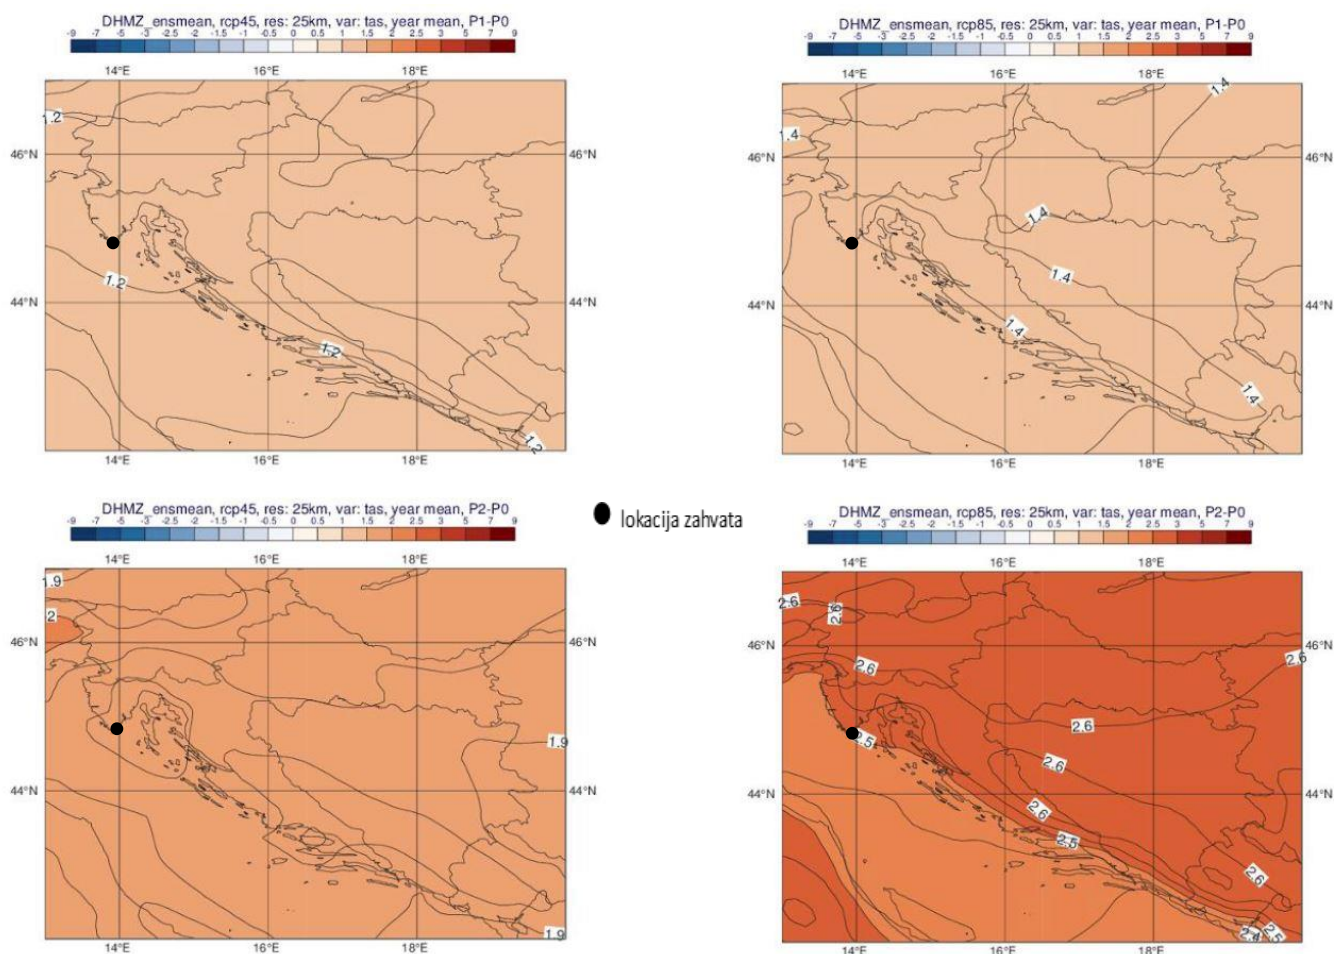 DHMZ_ensmean, rcp45, res: 25km, var: tas, year mean, P1-P0
-9 -7 -5 -3 -2.5 -2 -1.5 -1 -0.5 0 0.5 1 1.5 2 2.5 3 5 7 9
14°E 16°E 18°E
1.2
46°N 46°N
1.2
44°N 44°N
1.2
1.2
14°E 16°E 18°E
DHMZ_ensmean, rcp85, res: 25km, var: tas, year mean, P1-P0
-9 -7 -5 -3 -2.5 -2 -1.5 -1 -0.5 0 0.5 1 1.5 2 2.5 3 5 7 9
14°E 16°E 18°E
1.4
1.4
46°N 46°N
1.4
1.4
44°N 44°N
1.4
1.4
14°E 16°E 18°E
lokacija zahvata
DHMZ_ensmean, rcp45, res: 25km, var: tas, year mean, P2-P0
-9 -7 -5 -3 -2.5 -2 -1.5 -1 -0.5 0 0.5 1 1.5 2 2.5 3 5 7 9
14°E 16°E 18°E
1.9
2
46°N 46°N
1.9
44°N 44°N
1.9
14°E 16°E 18°E
DHMZ_ensmean, rcp85, res: 25km, var: tas, year mean, P2-P0
-9 -7 -5 -3 -2.5 -2 -1.5 -1 -0.5 0 0.5 1 1.5 2 2.5 3 5 7 9
14°E 16°E 18°E
2.6
2.6
46°N 46°N
2.6 2.6
2.6
2.5
2.6
44°N 44°N
2.6
2.5
2.6
2.4 2.5
14°E 16°E 18°E